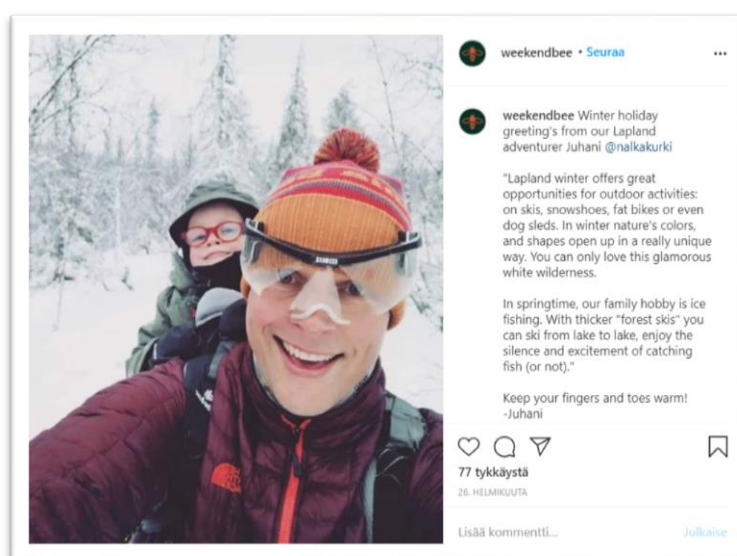 weekendbee • Seuraa
weekendbee Winter holiday
greeting's from our Lapland
adventurer Juhani @nalkakurki
"Lapland winter offers great
opportunities for outdoor activities:
on skis, snowshoes, fat bikes or even
dog sleds. In winter nature's colors,
and shapes open up in a really unique
way. You can only love this glamorous
white wilderness.
In springtime, our family hobby is ice
fishing. With thicker "forest skis" you
can ski from lake to lake, enjoy the
silence and excitement of catching
fish (or not)."
Keep your fingers and toes warm!
-Juhani
77 tykkäystä
26. HELMIKUUTA
Lisää kommentti...
Julkaise